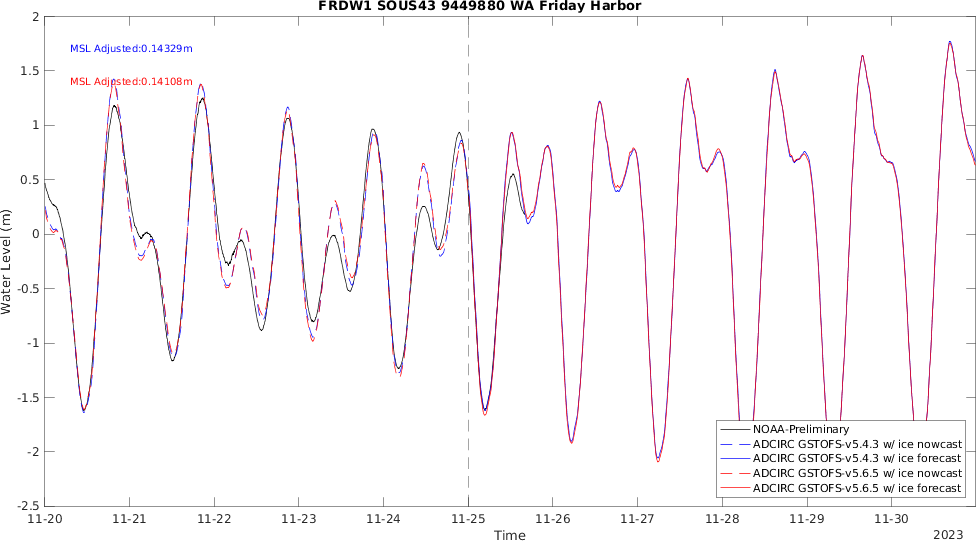 FRDW1 SOUS43 9449880 WA Friday Harbor
MSL Adjusted:0.14329m
MSL Adjusted:0.14108m
Water Level (m)
2
1.5
1
0.5
0
-0.5
-1
-1.5
-2
-2.5
NOAA-Preliminary
ADCIRC GSTOFS-v5.4.3 w/ ice nowcast
ADCIRC GSTOFS-v5.4.3 w/ ice forecast
ADCIRC GSTOFS-v5.6.5 w/ ice nowcast
ADCIRC GSTOFS-v5.6.5 w/ ice forecast
11-20 11-21 11-22 11-23 11-24 11-25 11-26 11-27 11-28 11-29 11-30
Time
2023